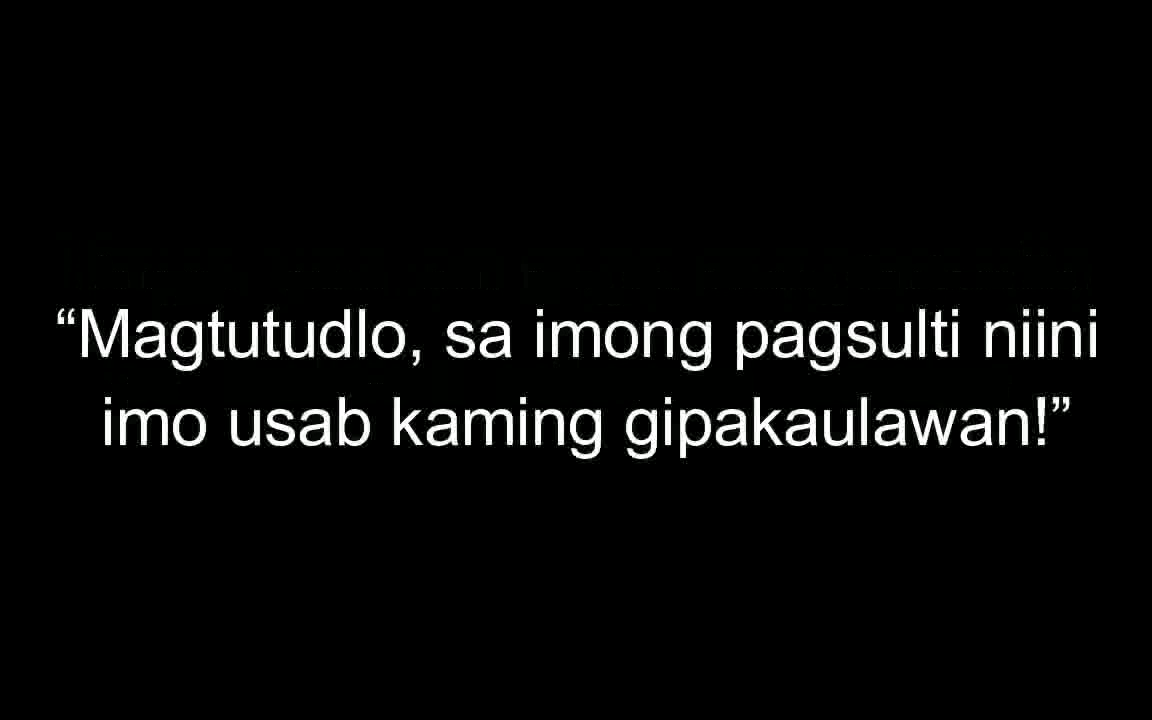 “Magtutudlo, sa imong pagsulti niini
imo usab kaming gipakaulawan!”